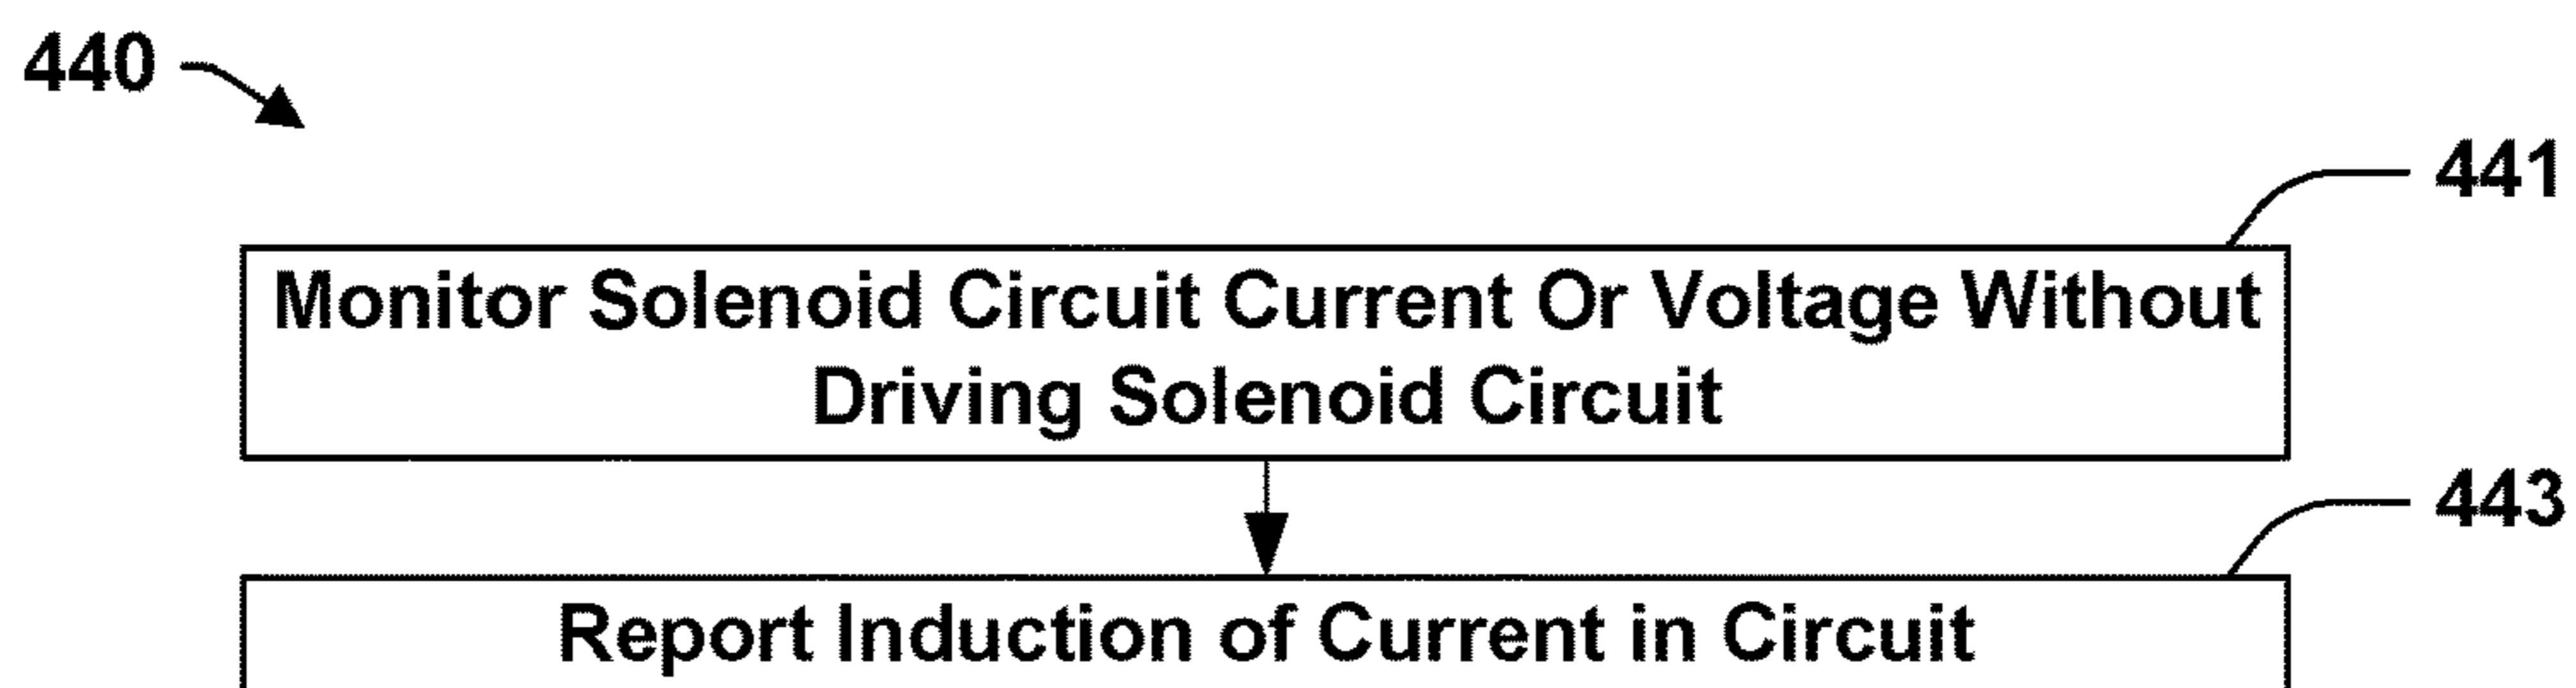 440
441
Monitor Solenoid Circuit Current Or Voltage Without
Driving Solenoid Circuit
443
Report Induction of Current in Circuit